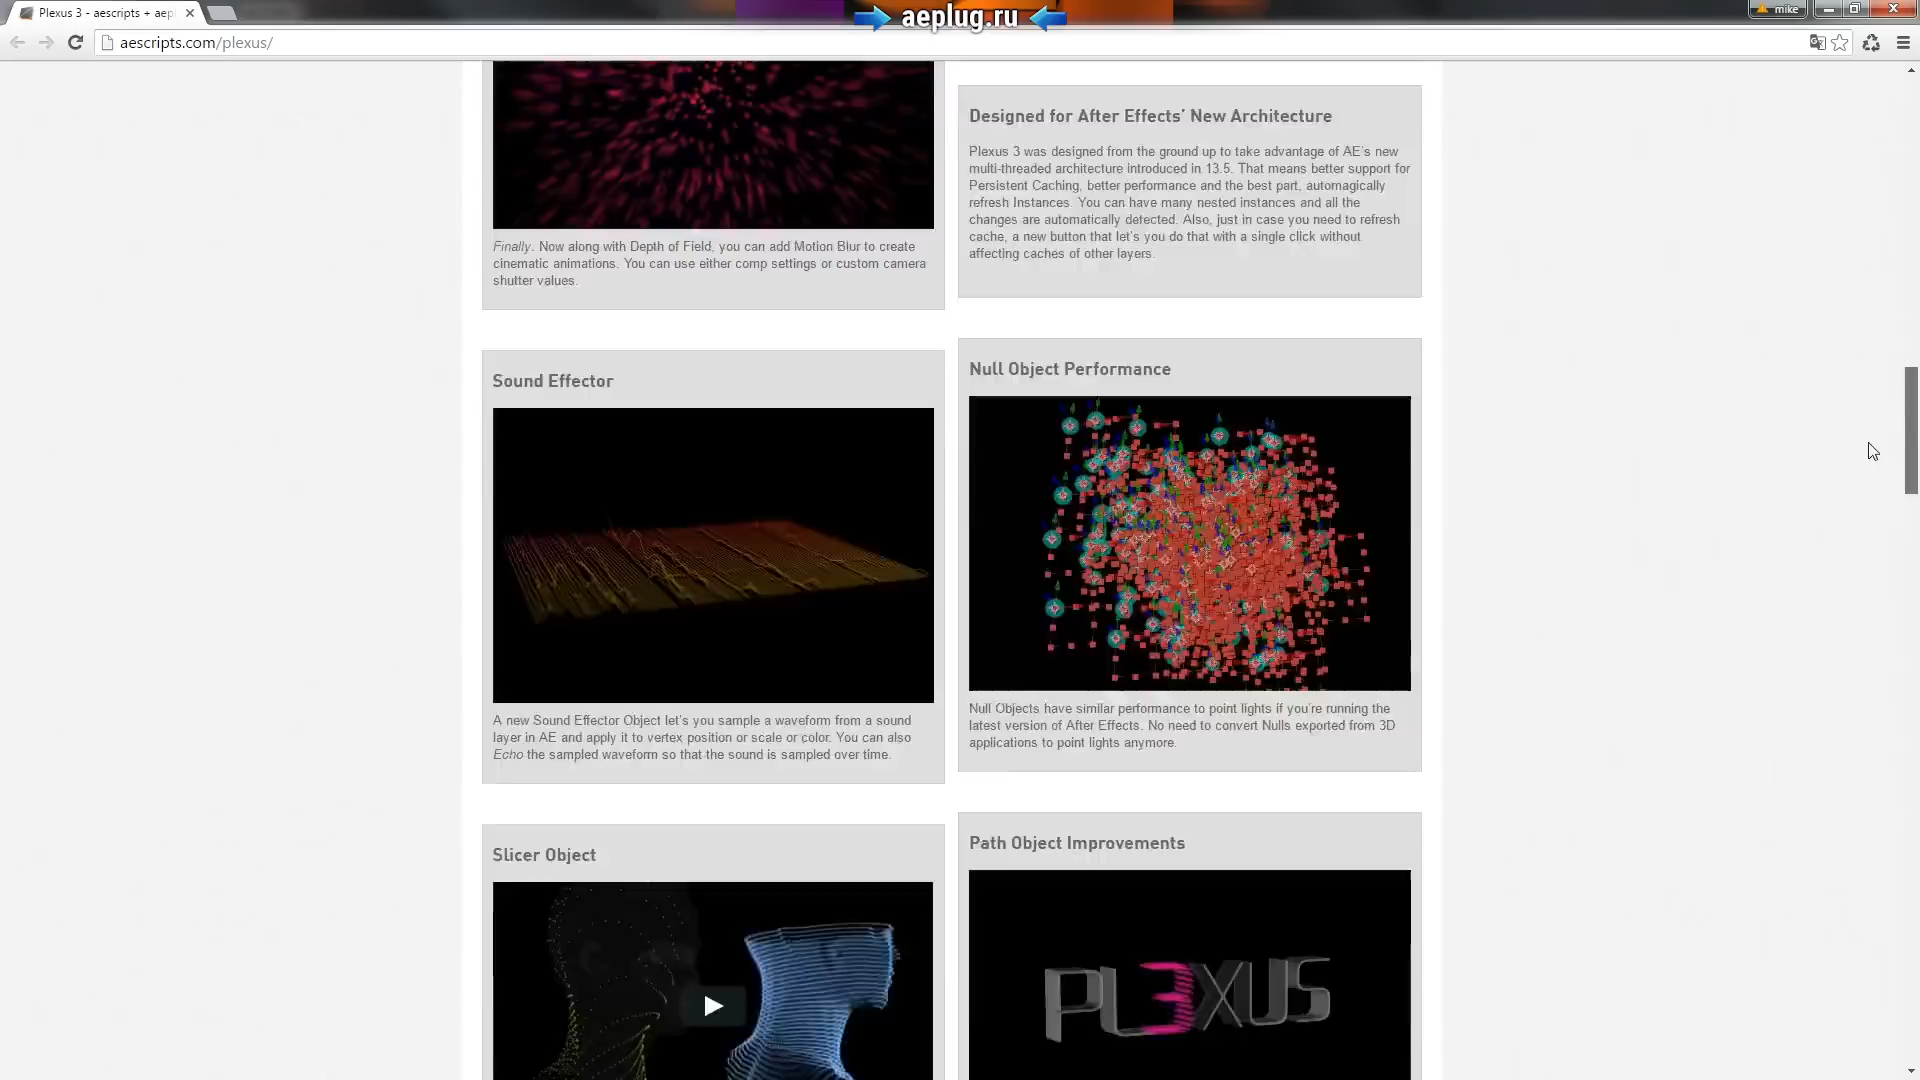 Plexus 3 - aescripts + aep
aeplug.ru
mike
aescripts.com/plexus/
Finally. Now along with Depth of Field, you can add Motion Blur to create
cinematic animations. You can use either comp settings or custom camera
shutter values.
Designed for After Effects' New Architecture
Plexus 3 was designed from the ground up to take advantage of AE's new
multi-threaded architecture introduced in 13.5. That means better support for
Persistent Caching, better performance and the best part, automagically
refresh Instances. You can have many nested instances and all the
changes are automatically detected. Also, just in case you need to refresh
cache, a new button that let's you do that with a single click without
affecting caches of other layers.
Sound Effector
A new Sound Effector Object let's you sample a waveform from a sound
layer in AE and apply it to vertex position or scale or color. You can also
Echo the sampled waveform so that the sound is sampled over time.
Null Object Performance
Null Objects have similar performance to point lights if you're running the
latest version of After Effects. No need to convert Nulls exported from 3D
applications to point lights anymore.
Slicer Object
Path Object Improvements
PL3XUS